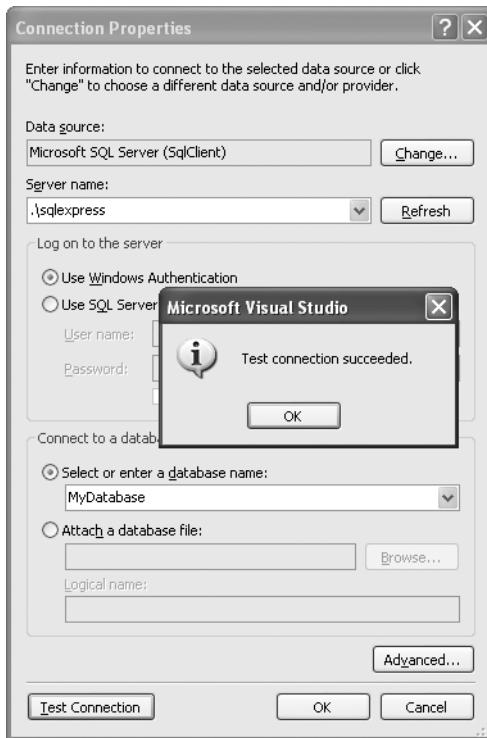 Connection Properties
Enter information to connect to the selected data source or click
"Change" to choose a different data source and/or provider.
Data source:
Microsoft SQL Server (SqlClient)
Change...
Server name:
.\sqlexpress
Refresh
Log on to the server
Use Windows Authentication
Use SQL Server
User name:
Password:
Microsoft Visual Studio
Test connection succeeded.
OK
Connect to a datab
Select or enter a database name:
MyDatabase
Attach a database file:
Browse...
Logical name:
Advanced...
Test Connection
OK
Cancel